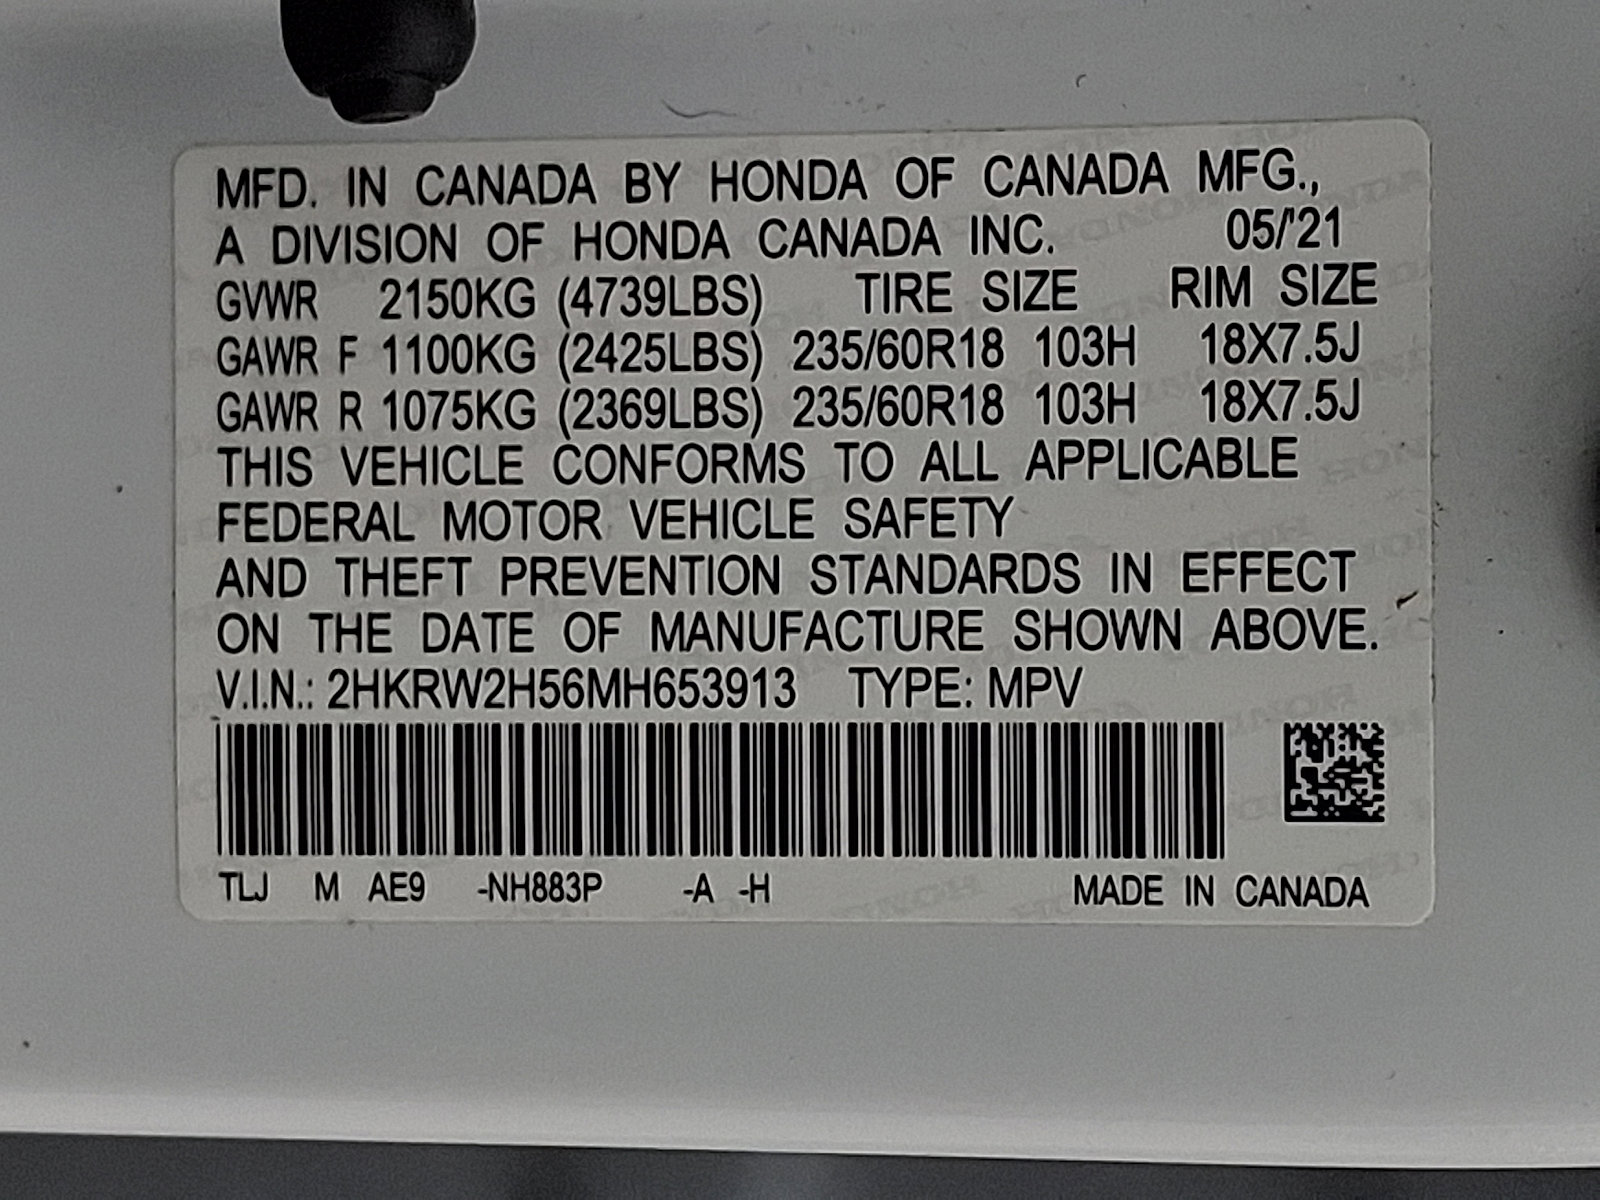 MFD. IN CANADA BY HONDA OF CANADA MFG.,
A DIVISION OF HONDA CANADA INC. 05/'21
GVWR 2150KG (4739LBS) TIRE SIZE RIM SIZE
GAWR F 1100KG (2425LBS) 235/60R18 103H 18X7.5J
GAWR R 1075KG (2369LBS) 235/60R18 103H 18X7.5J
THIS VEHICLE CONFORMS TO ALL APPLICABLE
FEDERAL MOTOR VEHICLE SAFETY
AND THEFT PREVENTION STANDARDS IN EFFECT
ON THE DATE OF MANUFACTURE SHOWN ABOVE.
V.I.N.: 2HKRW2H56MH653913 TYPE: MPV
TLJ M AE9 -NH883P -A -H MADE IN CANADA